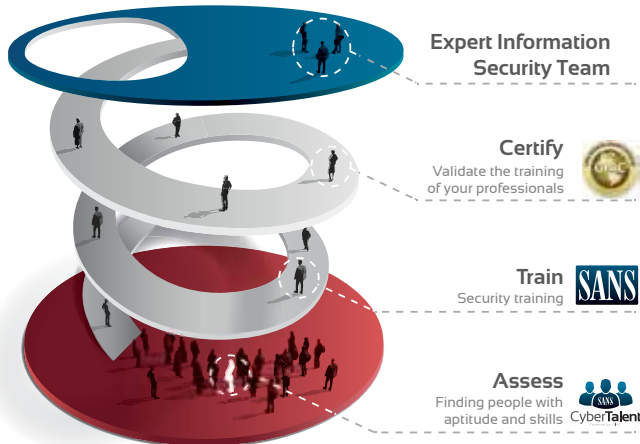 Expert Information
Security Team
Certify
Validate the training
of your professionals
GIAC
Train
Security training
SANS
Assess
Finding people with
aptitude and skills
SANS
CyberTalent